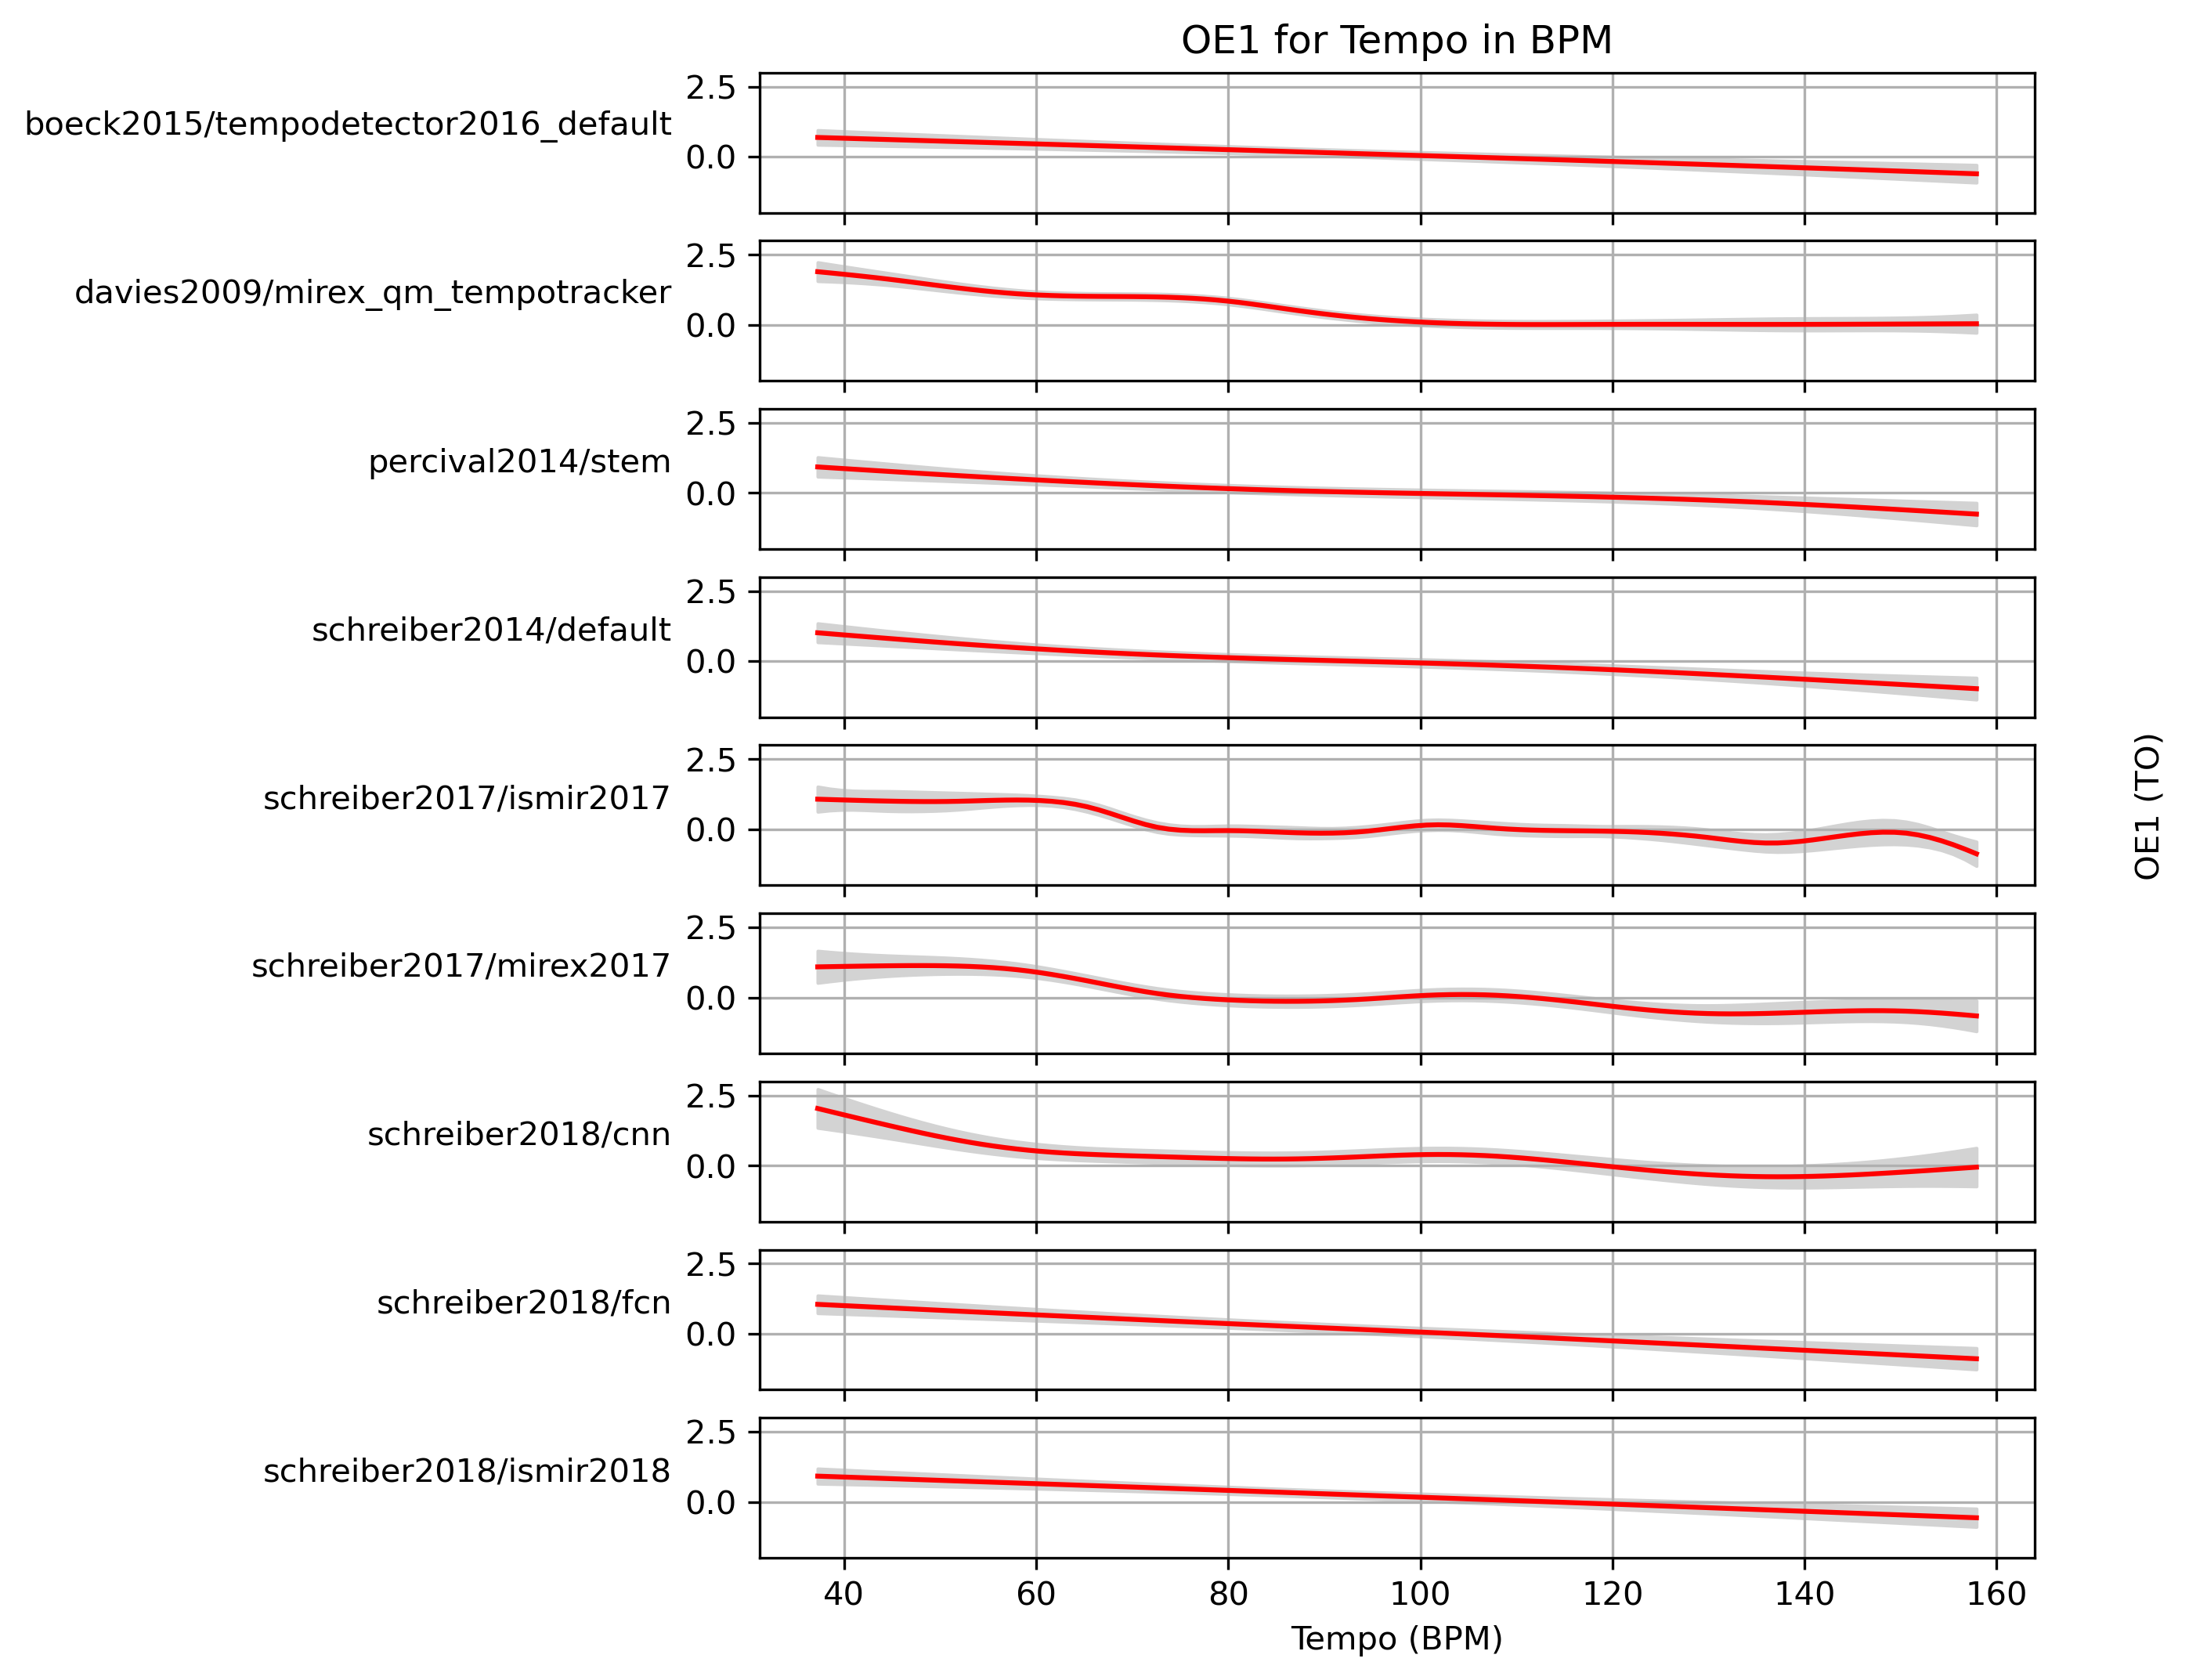 OE1 for Tempo in BPM
boeck2015/tempodetector2016_default
2.5
0.0
davies2009/mirex_qm_tempotracker
2.5
0.0
percival2014/stem
2.5
0.0
schreiber2014/default
2.5
0.0
schreiber2017/ismir2017
2.5
0.0
schreiber2017/mirex2017
2.5
0.0
schreiber2018/cnn
2.5
0.0
schreiber2018/fcn
2.5
0.0
schreiber2018/ismir2018
2.5
0.0
40 60 80 100 120 140 160
Tempo (BPM)
OE1 (TO)